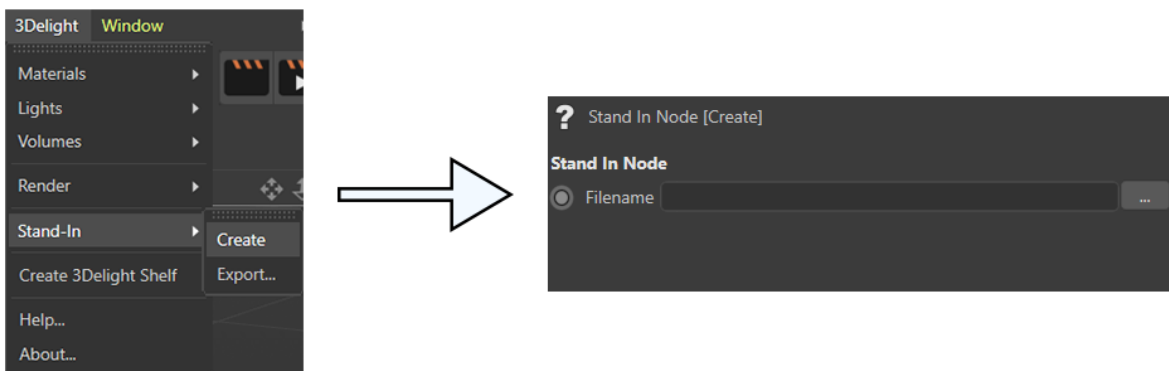 3Delight Window
Materials
Lights
Volumes
Render
Stand-In
Create
Create 3Delight Shelf
Export...
Help...
About...
? Stand In Node [Create]
Stand In Node
Filename ...